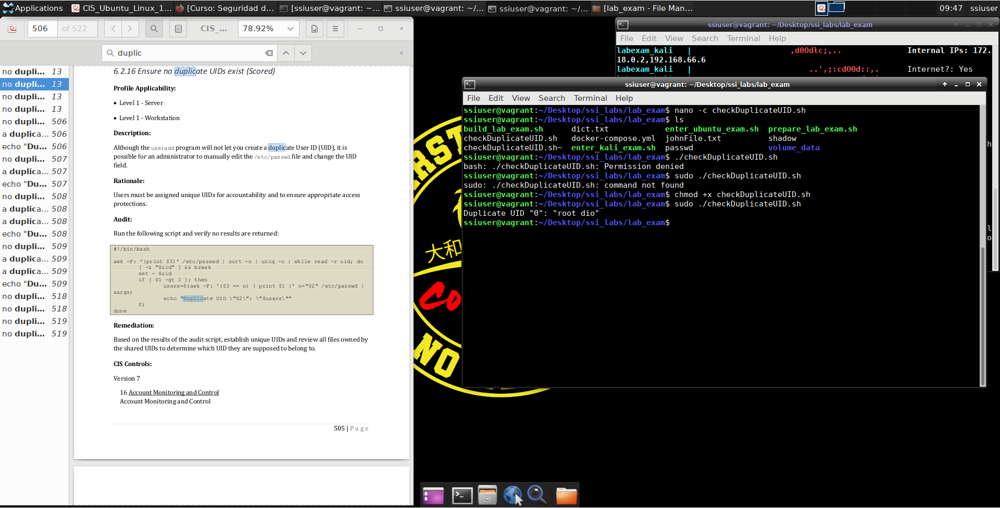 Applications
CIS_Ubuntu_Linux_1...
[Curso: Seguridad d...
[ssiuser@vagrant: ~...
ssiuser@vagrant: ~/...
ssiuser@vagrant: ~/...
[lab_exam - File Man...
09:47
ssiuser
506
of 522
CIS_...
78.92%
duplic
no dupli... 13
no dupli... 13
no dupli... 13
no dupli... 13
no dupli... 506
a duplica... 506
echo "Du... 506
no dupli... 507
a duplica... 507
echo "Du... 507
no dupli... 508
a duplica... 508
a duplica... 508
echo "Du... 508
no dupli... 509
a duplica... 509
a duplica... 509
echo "Du... 509
no dupli... 518
no dupli... 518
no dupli... 519
no dupli... 519
6.2.16 Ensure no duplicate UIDs exist (Scored)
Profile Applicability:
• Level 1 - Server
• Level 1 - Workstation
Description:
Although the useradd program will not let you create a duplicate User ID (UID), it is
possible for an administrator to manually edit the /etc/passwd file and change the UID
field.
Rationale:
Users must be assigned unique UIDs for accountability and to ensure appropriate access
protections.
Audit:
Run the following script and verify no results are returned:
#!/bin/bash
awk -F: '{print $3}' /etc/passwd | sort -n | uniq -c | while read -r uid; do
[ -z "$uid" ] && break
set - $uid
if [ $1 -gt 1 ]; then
users=$(awk -F: '($3 == n) { print $1 }' n="$2" /etc/passwd |
xargs)
echo "Duplicate UID \"$2\": \"$users\""
fi
done
Remediation:
Based on the results of the audit script, establish unique UIDs and review all files owned by
the shared UIDs to determine which UID they are supposed to belong to.
CIS Controls:
Version 7
16 Account Monitoring and Control
Account Monitoring and Control
505 | Page
ssiuser@vagrant: ~/Desktop/ssi_labs/lab_exam
File Edit View Search Terminal Help
labexam_kali | ,d0Odlc;,.. Internal IPs: 172.
18.0.2,192.168.66.6
labexam_kali | ..',;:cdOOd::,. Internet?: Yes
ssiuser@vagrant: ~/Desktop/ssi_labs/lab_exam
File Edit View Search Terminal Help
ssiuser@vagrant:~/Desktop/ssi_labs/lab_exam$ nano -c checkDuplicateUID.sh
ssiuser@vagrant:~/Desktop/ssi_labs/lab_exam$ ls
build_lab_exam.sh dict.txt enter_ubuntu_exam.sh prepare_lab_exam.sh
checkDuplicateUID.sh docker-compose.yml johnFile.txt shadow
checkDuplicateUID.sh~ enter_kali_exam.sh passwd volume_data
ssiuser@vagrant:~/Desktop/ssi_labs/lab_exam$ ./checkDuplicateUID.sh
bash: ./checkDuplicateUID.sh: Permission denied
ssiuser@vagrant:~/Desktop/ssi_labs/lab_exam$ sudo ./checkDuplicateUID.sh
sudo: ./checkDuplicateUID.sh: command not found
ssiuser@vagrant:~/Desktop/ssi_labs/lab_exam$ chmod +x checkDuplicateUID.sh
ssiuser@vagrant:~/Desktop/ssi_labs/lab_exam$ sudo ./checkDuplicateUID.sh
Duplicate UID "0": "root dio"
ssiuser@vagrant:~/Desktop/ssi_labs/lab_exam$
h
l
o
RST
大和
Co
NO